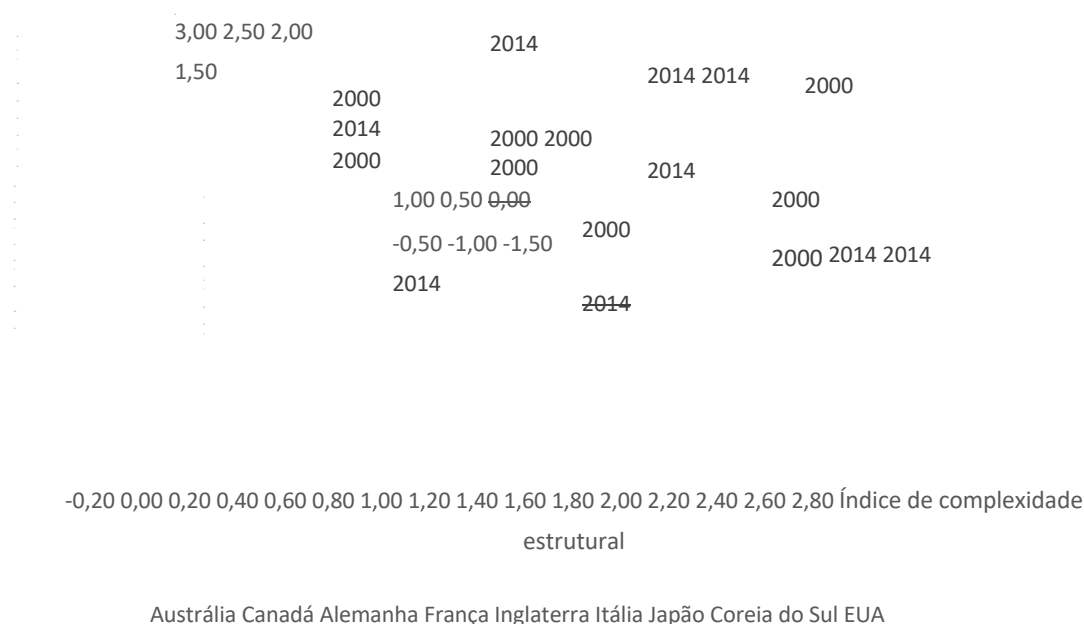 3,00 2,50 2,00
2014
1,50
2014 2014
2000
2000
2014
2000 2000
2000
2000
2014
1,00 0,50 0,00
2000
2000
-0,50 -1,00 -1,50
2000 2014 2014
2014
2014
-0,20 0,00 0,20 0,40 0,60 0,80 1,00 1,20 1,40 1,60 1,80 2,00 2,20 2,40 2,60 2,80 Índice de complexidade
estrutural
Austrália Canadá Alemanha França Inglaterra Itália Japão Coreia do Sul EUA